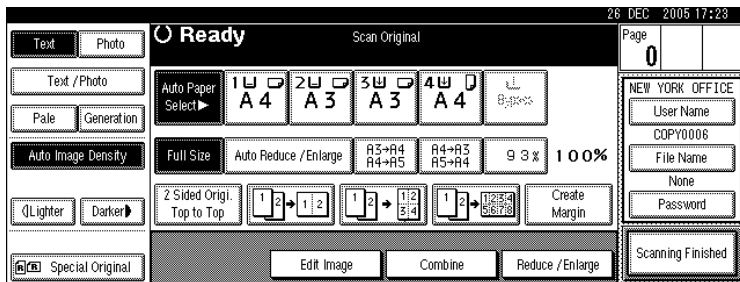 26 DEC 2005 17:23
Text Photo
Text / Photo
Pale Generation
Auto Image Density
Lighter Darker
R R Special Original
Ready Scan Original
Auto Paper Select▶
1 A4
2 A3
3 A3
4 A4
Bypass
Full Size Auto Reduce / Enlarge A3→A4 A4→A5 A4→A3 A5→A4 93% 100%
2 Sided Origi.
Top to Top
1 2 → 1 2
1 2 → 1 2 3 4
1 2 → 1 2 3 4 5 6 7 8
Create
Margin
Edit Image Combine Reduce / Enlarge
Page
0
NEW YORK OFFICE
User Name
COPY0006
File Name
None
Password
Scanning Finished